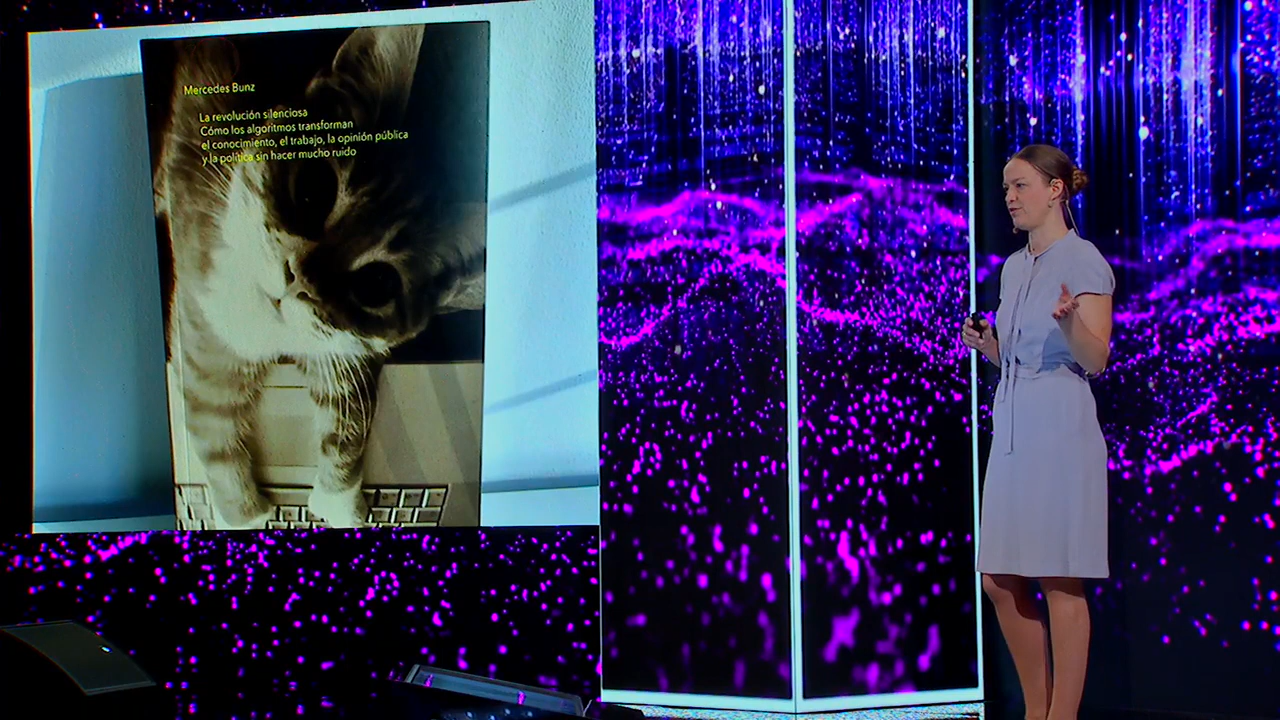 Mercedes Bunz
La revolución silenciosa
Cómo los algoritmos transforman
el conocimiento, el trabajo, la opinión pública
y la política sin hacer mucho ruido